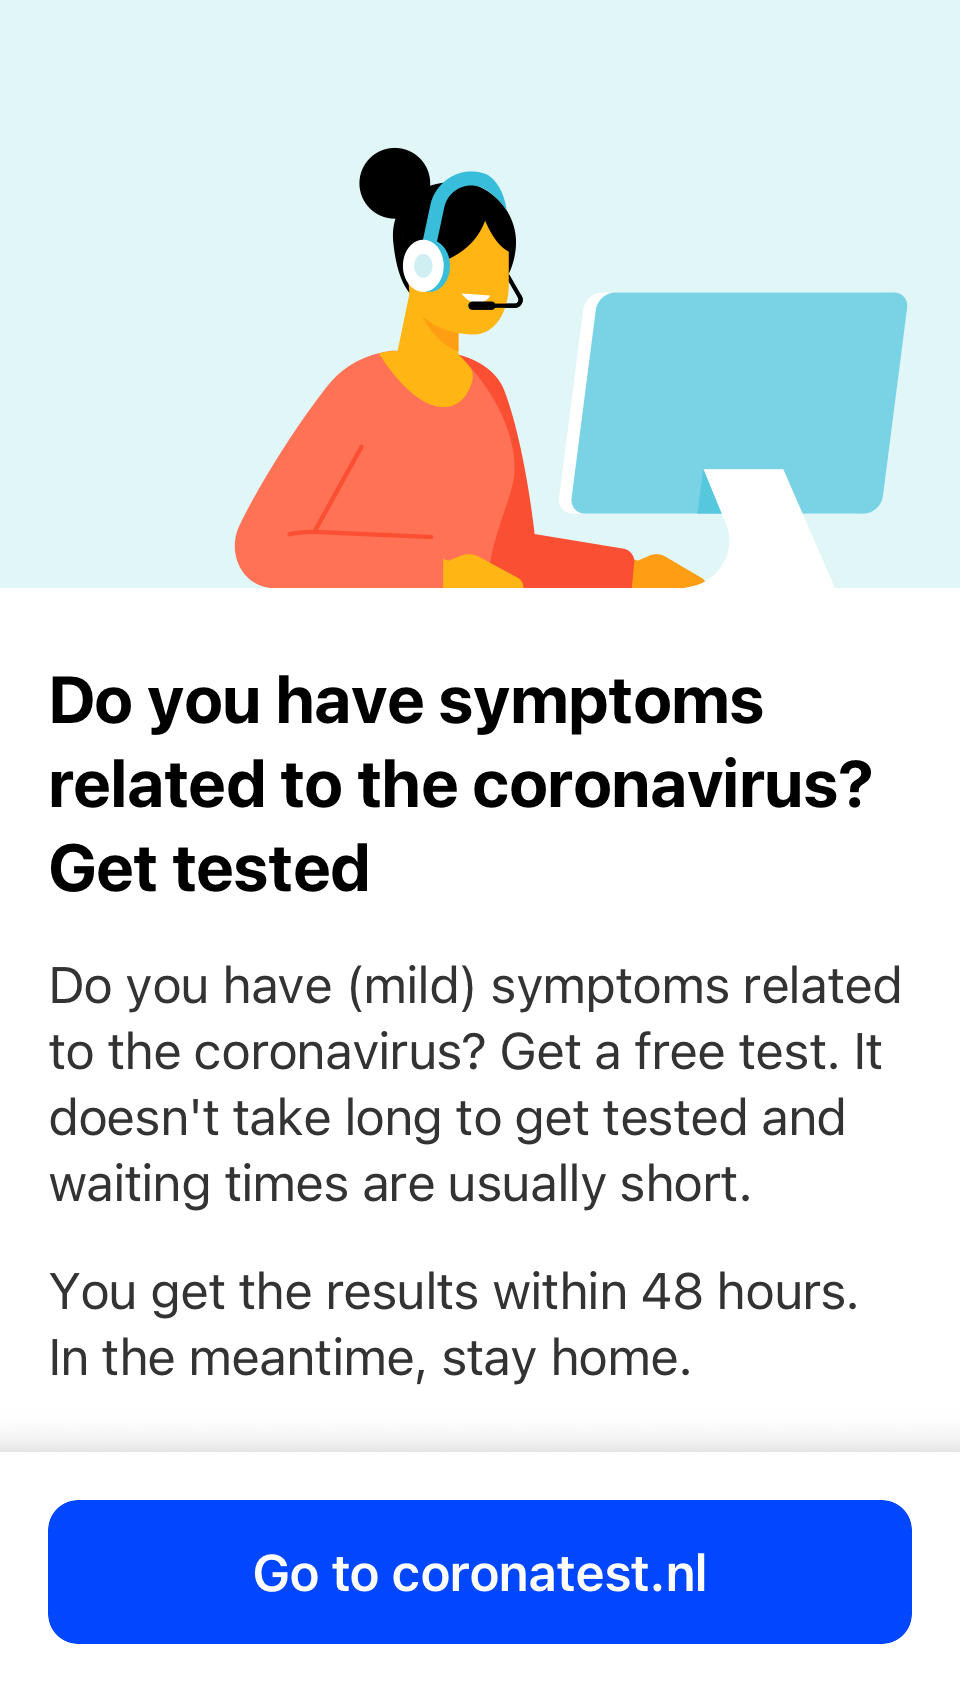 Do you have symptoms
related to the coronavirus?
Get tested
Do you have (mild) symptoms related
to the coronavirus? Get a free test. It
doesn't take long to get tested and
waiting times are usually short.
You get the results within 48 hours.
In the meantime, stay home.
Go to coronatest.nl